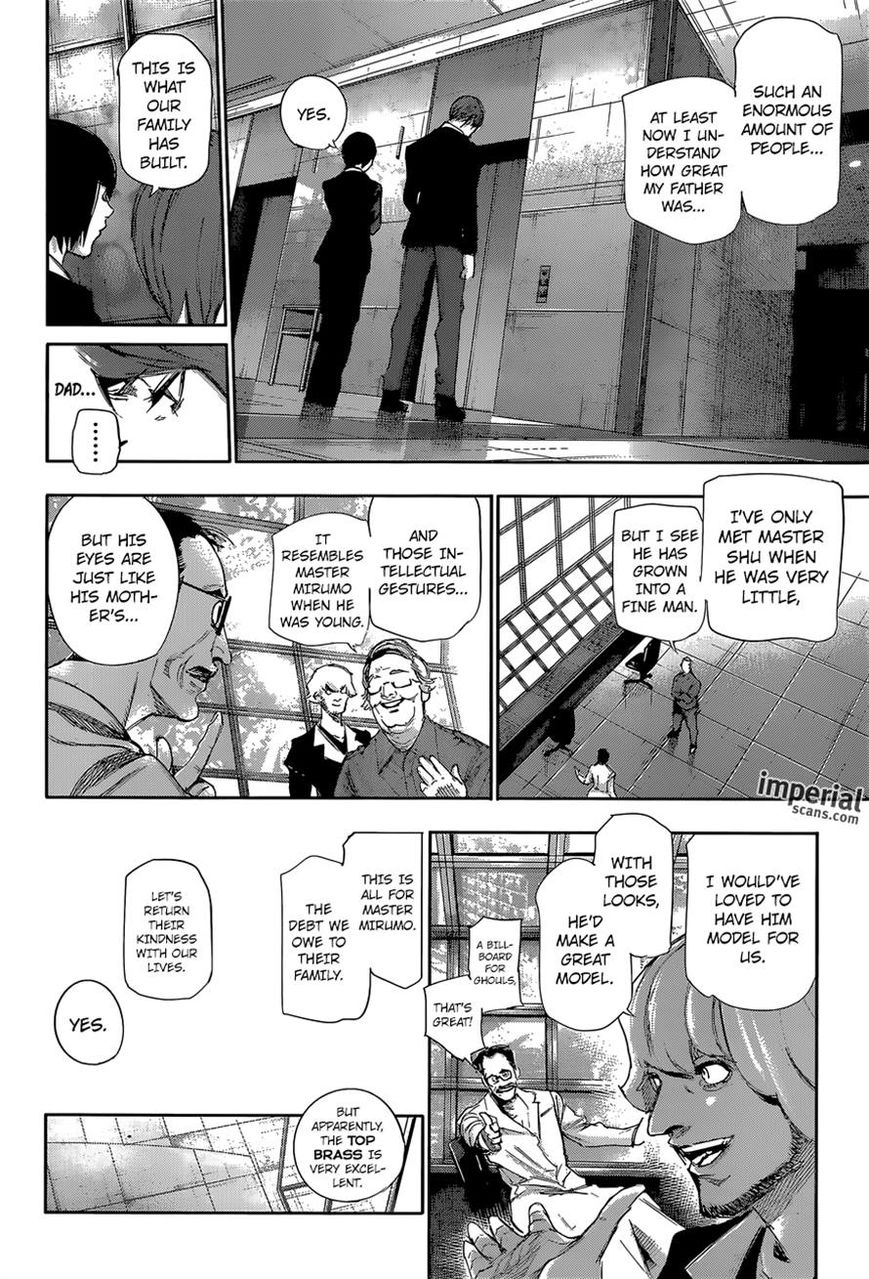 SUCH AN
ENORMOUS
AMOUNT OF
PEOPLE...
AT LEAST
NOW I UN-
DERSTAND
HOW GREAT
MY FATHER
WAS...
YES.
THIS IS
WHAT
OUR
FAMILY
HAS
BUILT.
DAD...
......
I'VE ONLY
MET MASTER
SHU WHEN
HE WAS VERY
LITTLE,
BUT I SEE
HE HAS
GROWN
INTO A
FINE MAN.
AND
THOSE IN-
TELLECTUAL
GESTURES...
IT
RESEMBLES
MASTER
MIRUMO
WHEN HE
WAS YOUNG.
BUT HIS
EYES ARE
JUST LIKE
HIS MOTH-
ER'S...
imperial
scans.com
I WOULD'VE
LOVED TO
HAVE HIM
MODEL FOR
US.
WITH
THOSE
LOOKS,
HE'D
MAKE A
GREAT
MODEL.
A BILL-
BOARD
FOR
GHOULS,
THAT'S
GREAT!
THIS IS
ALL FOR
MASTER
MIRUMO.
THE
DEBT WE
OWE TO
THEIR
FAMILY.
LET'S
RETURN
THEIR
KINDNESS
WITH OUR
LIVES.
YES.
BUT
APPARENTLY,
THE TOP
BRASS IS
VERY EXCEL-
LENT.